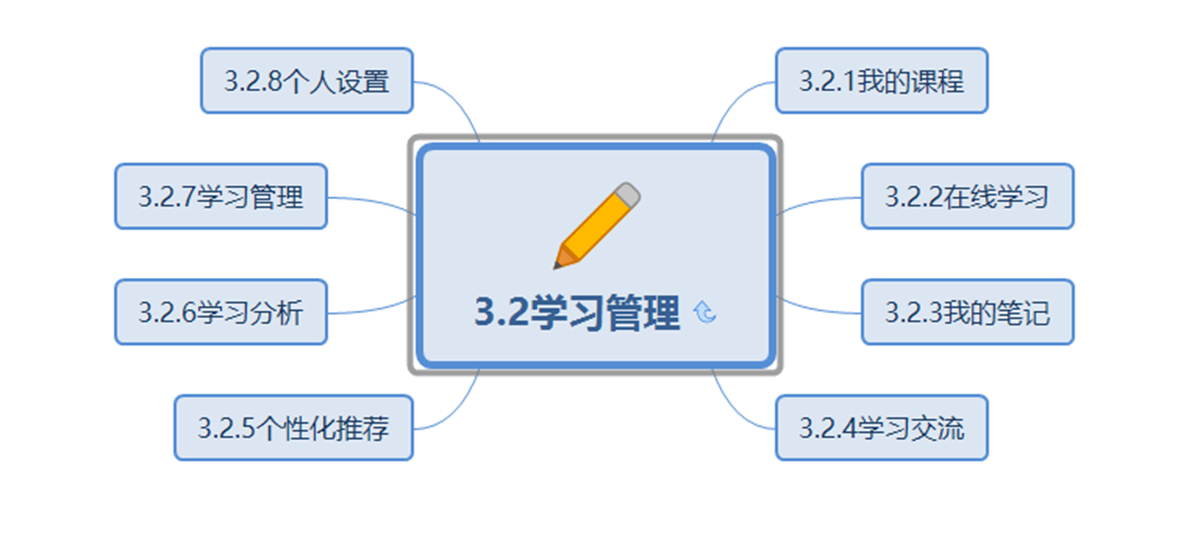 3.2.8个人设置
3.2.1我的课程
3.2.7学习管理
3.2.2在线学习
3.2学习管理
3.2.6学习分析
3.2.3我的笔记
3.2.5个性化推荐
3.2.4学习交流